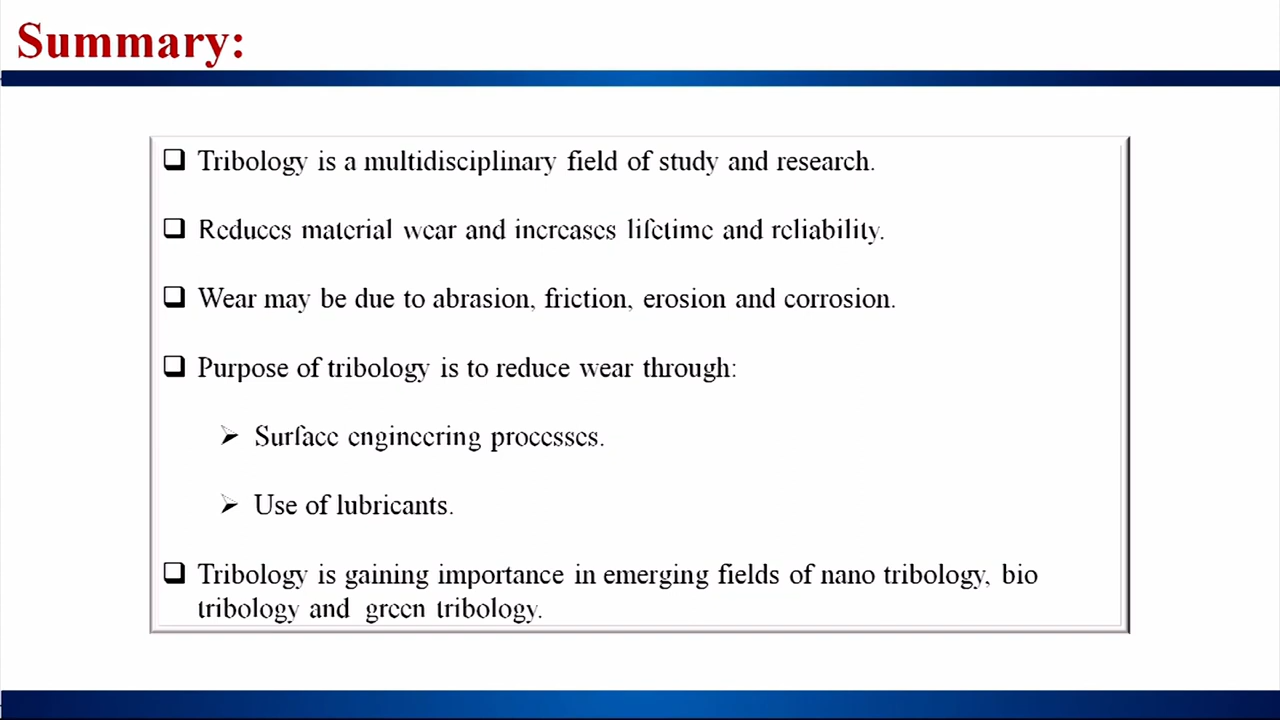 Summary:
Tribology is a multidisciplinary field of study and research.
Reduces material wear and increases lifetime and reliability.
Wear may be due to abrasion, friction, erosion and corrosion.
Purpose of tribology is to reduce wear through:
Surface engineering processes.
Use of lubricants.
Tribology is gaining importance in emerging fields of nano tribology, bio
tribology and green tribology.